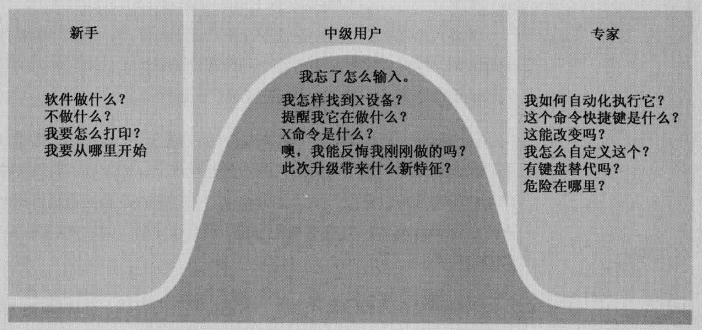 新手
软件做什么？
不做什么？
我要怎么打印？
我要从哪里开始
中级用户
我忘了怎么输入。
我怎样找到X设备？
提醒我它在做什么？
X命令是什么？
噢，我能反悔我刚刚做的吗？
此次升级带来什么新特征？
专家
我如何自动化执行它？
这个命令快捷键是什么？
这能改变吗？
我怎么自定义这个？
有键盘替代吗？
危险在哪里？